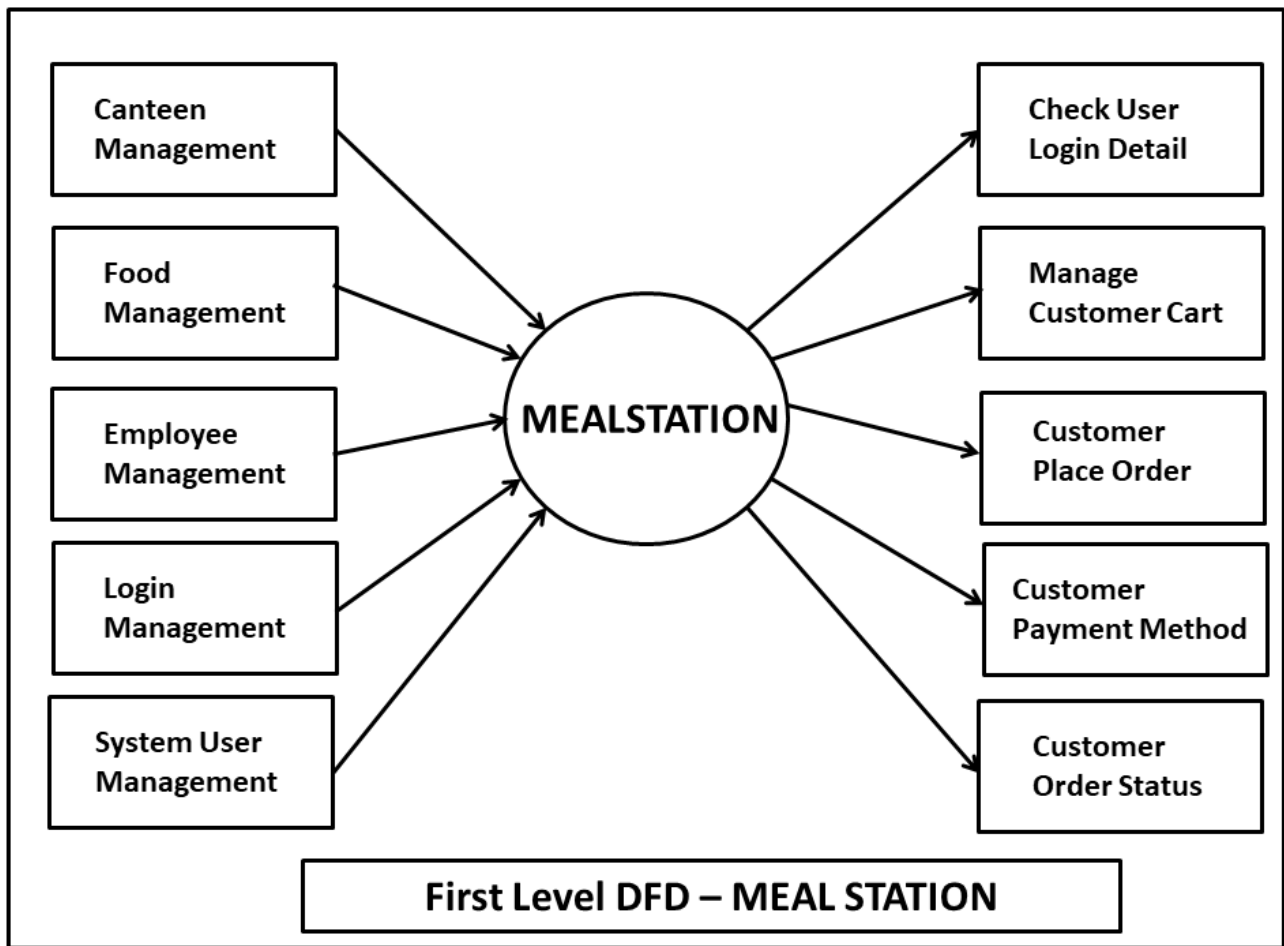 Canteen
Management
Food
Management
Employee
Management
Login
Management
System User
Management
MEALSTATION
Check User
Login Detail
Manage
Customer Cart
Customer
Place Order
Customer
Payment Method
Customer
Order Status
First Level DFD – MEAL STATION